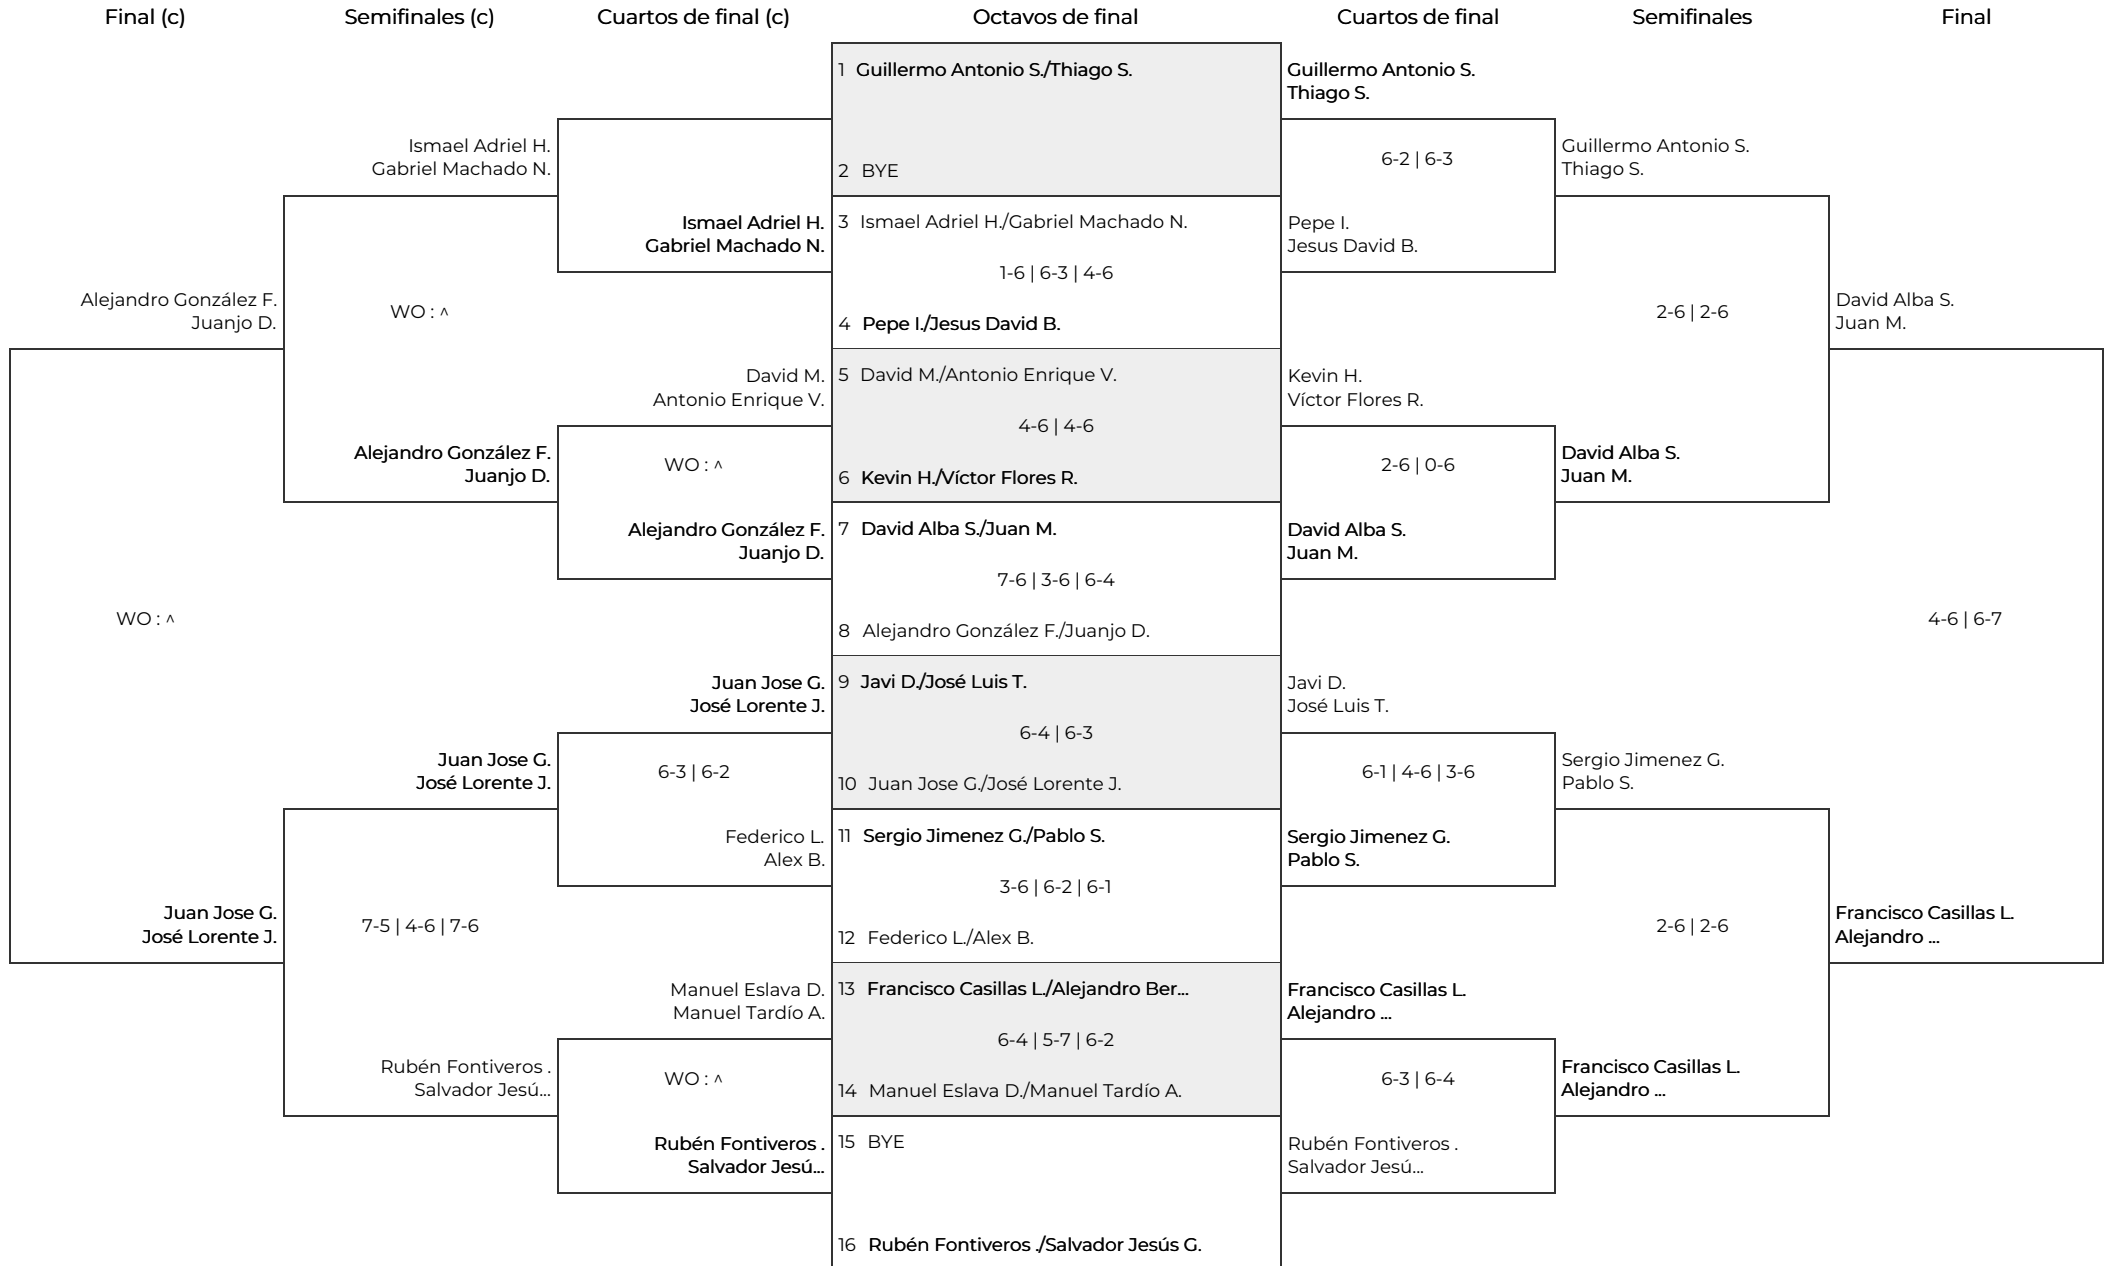 Final (c)
Semifinales (c)
Cuartos de final (c)
Octavos de final
Cuartos de final
Semifinales
Final
Alejandro González F.
Juanjo D.
WO : ^
Juan Jose G.
José Lorente J.
Ismael Adriel H.
Gabriel Machado N.
WO : ^
Alejandro González F.
Juanjo D.
Juan Jose G.
José Lorente J.
7-5 | 4-6 | 7-6
Rubén Fontiveros .
Salvador Jesú...
Ismael Adriel H.
Gabriel Machado N.
David M.
Antonio Enrique V.
WO : ^
Alejandro González F.
Juanjo D.
Juan Jose G.
José Lorente J.
6-3 | 6-2
Federico L.
Alex B.
Manuel Eslava D.
Manuel Tardío A.
WO : ^
Rubén Fontiveros .
Salvador Jesú...
1 Guillermo Antonio S./Thiago S.
2 BYE
3 Ismael Adriel H./Gabriel Machado N.
1-6 | 6-3 | 4-6
4 Pepe I./Jesus David B.
5 David M./Antonio Enrique V.
4-6 | 4-6
6 Kevin H./Víctor Flores R.
7 David Alba S./Juan M.
7-6 | 3-6 | 6-4
8 Alejandro González F./Juanjo D.
9 Javi D./José Luis T.
6-4 | 6-3
10 Juan Jose G./José Lorente J.
11 Sergio Jimenez G./Pablo S.
3-6 | 6-2 | 6-1
12 Federico L./Alex B.
13 Francisco Casillas L./Alejandro Ber...
6-4 | 5-7 | 6-2
14 Manuel Eslava D./Manuel Tardío A.
15 BYE
16 Rubén Fontiveros ./Salvador Jesús G.
Guillermo Antonio S.
Thiago S.
6-2 | 6-3
Pepe I.
Jesus David B.
Kevin H.
Víctor Flores R.
2-6 | 0-6
David Alba S.
Juan M.
Javi D.
José Luis T.
6-1 | 4-6 | 3-6
Sergio Jimenez G.
Pablo S.
Francisco Casillas L.
Alejandro ...
6-3 | 6-4
Rubén Fontiveros .
Salvador Jesú...
Guillermo Antonio S.
Thiago S.
2-6 | 2-6
David Alba S.
Juan M.
Sergio Jimenez G.
Pablo S.
2-6 | 2-6
Francisco Casillas L.
Alejandro ...
David Alba S.
Juan M.
4-6 | 6-7
Francisco Casillas L.
Alejandro ...